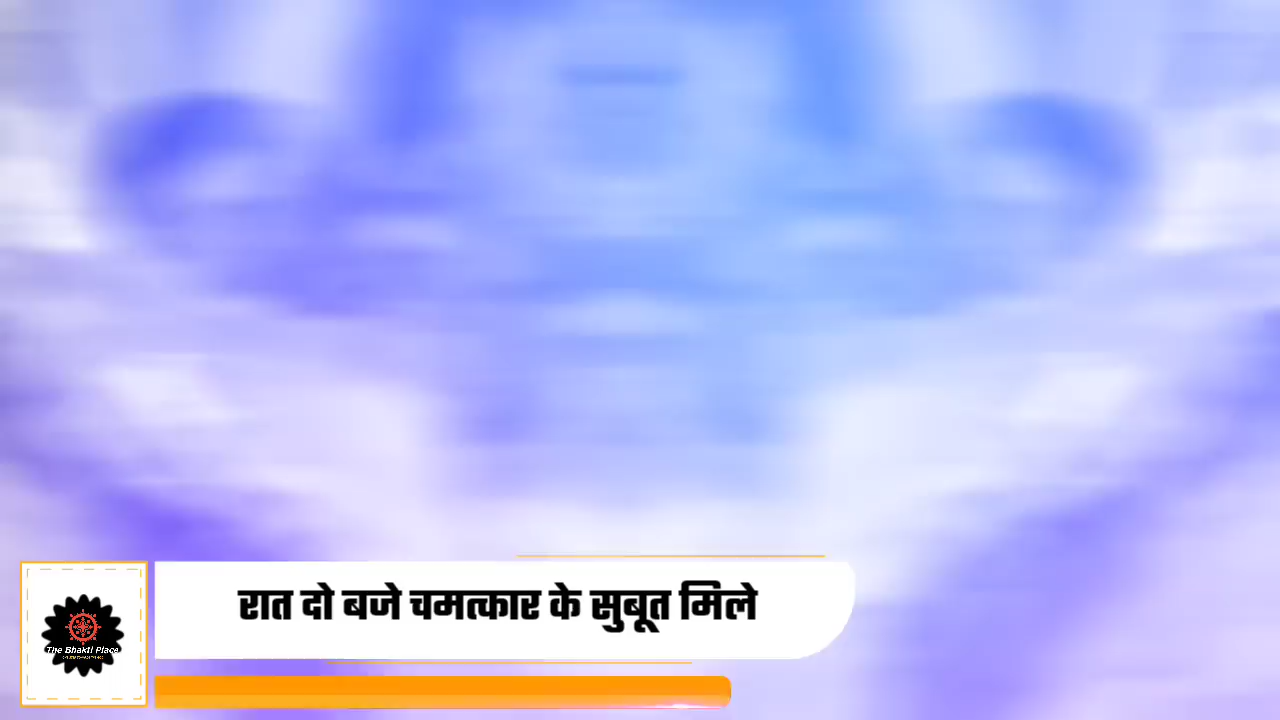 रात दो बजे चमत्कार के सुबूत मिले
The Bhakti Place